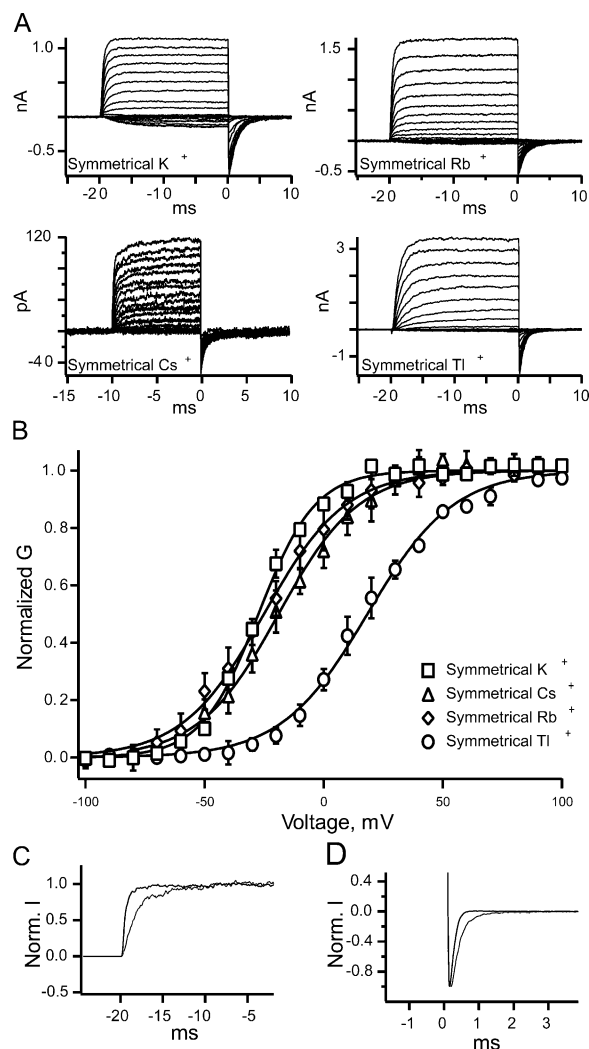 A
1.0
-0.5
nA
Symmetrical K +
-20 -10 0 10
ms
1.5
-0.5
nA
Symmetrical Rb +
-20 -10 0 10
ms
120
-40
pA
Symmetrical Cs +
-15 -10 -5 0 5 10
ms
3
1
-1
nA
Symmetrical Tl +
-20 -10 0 10
ms
B
1.0
0.8
0.6
0.4
0.2
0.0
Normalized G
Symmetrical K +
Symmetrical Cs +
Symmetrical Rb +
Symmetrical Tl +
-100 -50 0 50 100
Voltage, mV
C
1.0
0.5
0.0
-0.5
Norm. I
-20 -15 -10 -5
ms
D
0.4
0.0
-0.4
-0.8
Norm. I
-1 0 1 2 3
ms